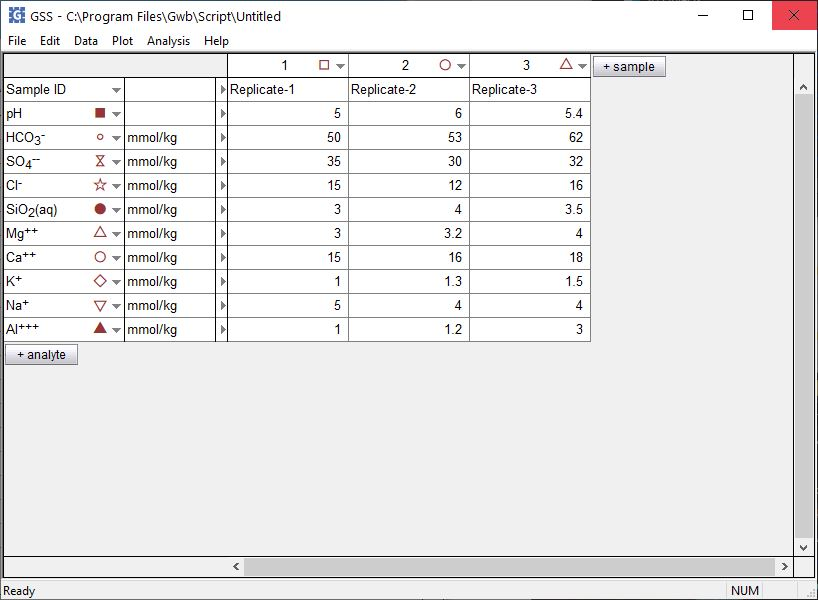 GSS - C:\Program Files\Gwb\Script\Untitled
File Edit Data Plot Analysis Help
1 2 3 + sample
Sample ID Replicate-1 Replicate-2 Replicate-3
pH 5 6 5.4
HCO3- mmol/kg 50 53 62
SO4-- mmol/kg 35 30 32
Cl- mmol/kg 15 12 16
SiO2(aq) mmol/kg 3 4 3.5
Mg++ mmol/kg 3 3.2 4
Ca++ mmol/kg 15 16 18
K+ mmol/kg 1 1.3 1.5
Na+ mmol/kg 5 4 4
Al+++ mmol/kg 1 1.2 3
+ analyte
Ready NUM